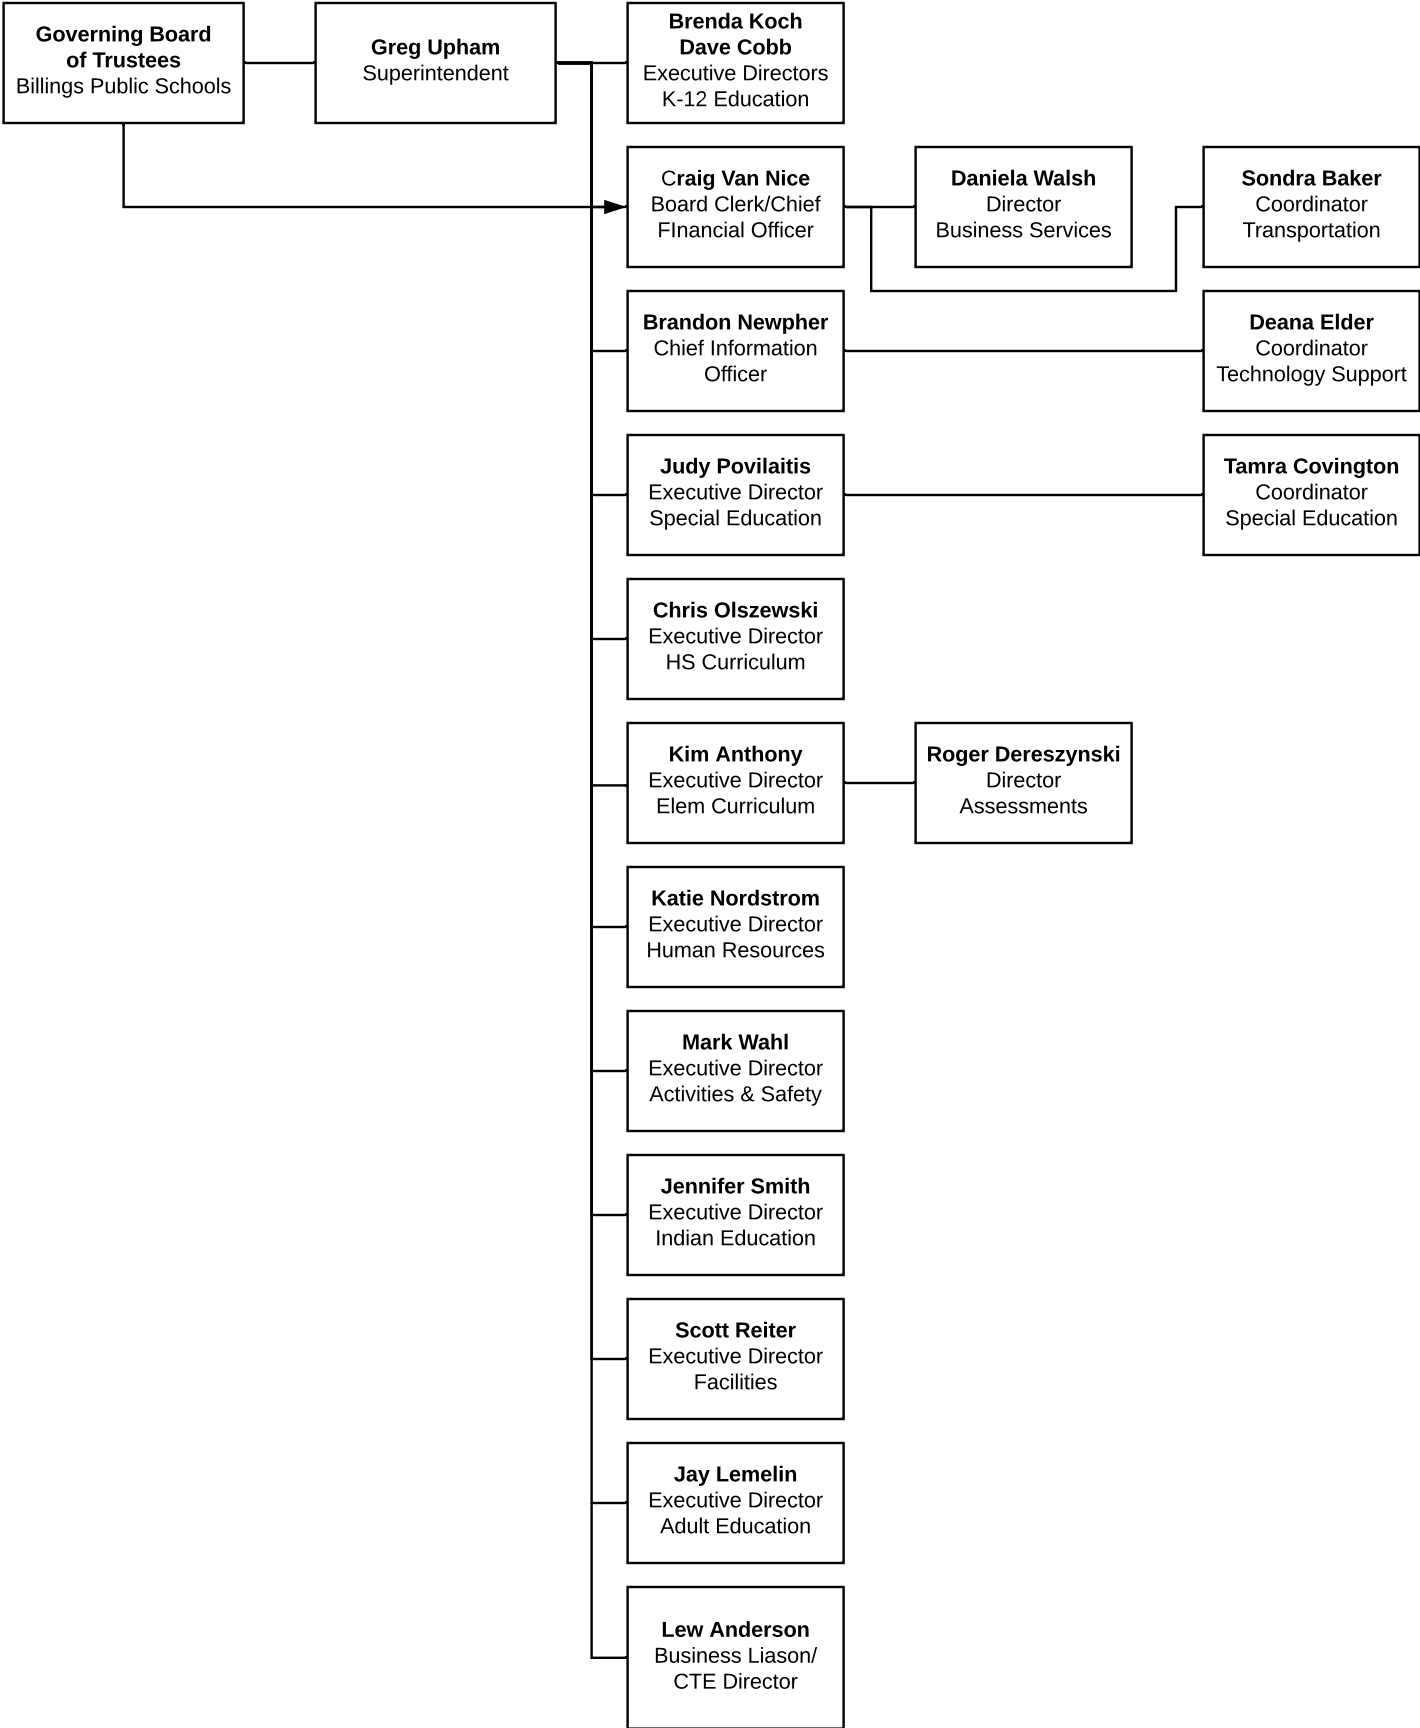 Governing Board
of Trustees
Billings Public Schools
Greg Upham
Superintendent
Brenda Koch
Dave Cobb
Executive Directors
K-12 Education
Craig Van Nice
Board Clerk/Chief
FInancial Officer
Daniela Walsh
Director
Business Services
Sondra Baker
Coordinator
Transportation
Brandon Newpher
Chief Information
Officer
Deana Elder
Coordinator
Technology Support
Judy Povilaitis
Executive Director
Special Education
Tamra Covington
Coordinator
Special Education
Chris Olszewski
Executive Director
HS Curriculum
Kim Anthony
Executive Director
Elem Curriculum
Roger Dereszynski
Director
Assessments
Katie Nordstrom
Executive Director
Human Resources
Mark Wahl
Executive Director
Activities & Safety
Jennifer Smith
Executive Director
Indian Education
Scott Reiter
Executive Director
Facilities
Jay Lemelin
Executive Director
Adult Education
Lew Anderson
Business Liason/
CTE Director